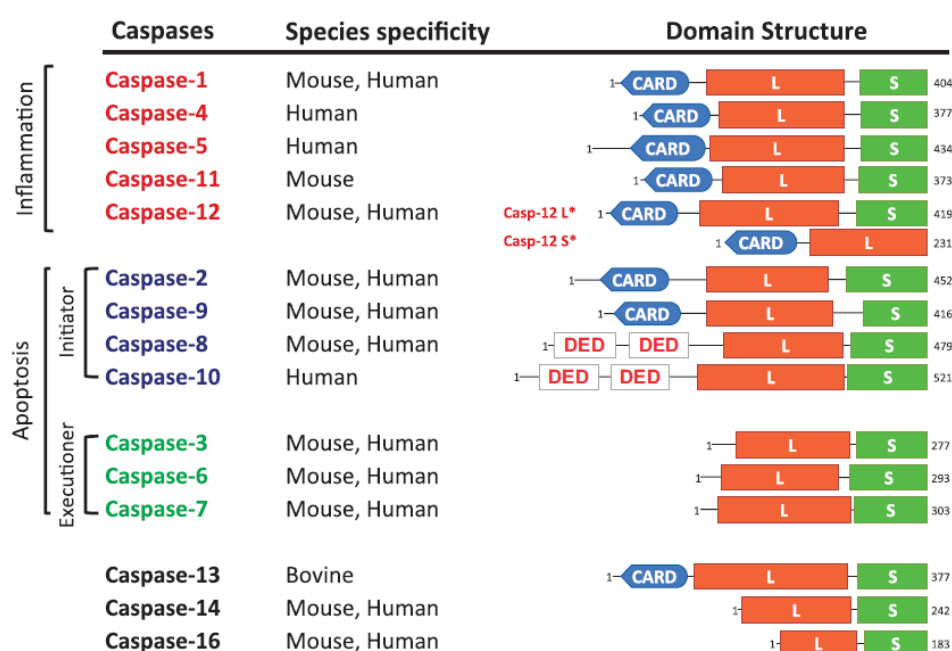 Caspases Species specificity Domain Structure
Inflammation
Caspase-1 Mouse, Human 1 CARD L S 404
Caspase-4 Human 1 CARD L S 377
Caspase-5 Human 1 CARD L S 434
Caspase-11 Mouse 1 CARD L S 373
Caspase-12 Mouse, Human Casp-12 L* 1 CARD L S 419
Casp-12 S* 1 CARD L 231
Apoptosis
Initiator
Caspase-2 Mouse, Human 1 CARD L S 452
Caspase-9 Mouse, Human 1 CARD L S 416
Caspase-8 Mouse, Human 1 DED DED L S 479
Caspase-10 Human 1 DED DED L S 521
Executioner
Caspase-3 Mouse, Human 1 L S 277
Caspase-6 Mouse, Human 1 L S 293
Caspase-7 Mouse, Human 1 L S 303
Caspase-13 Bovine 1 CARD L S 377
Caspase-14 Mouse, Human 1 L S 242
Caspase-16 Mouse, Human 1 L S 183